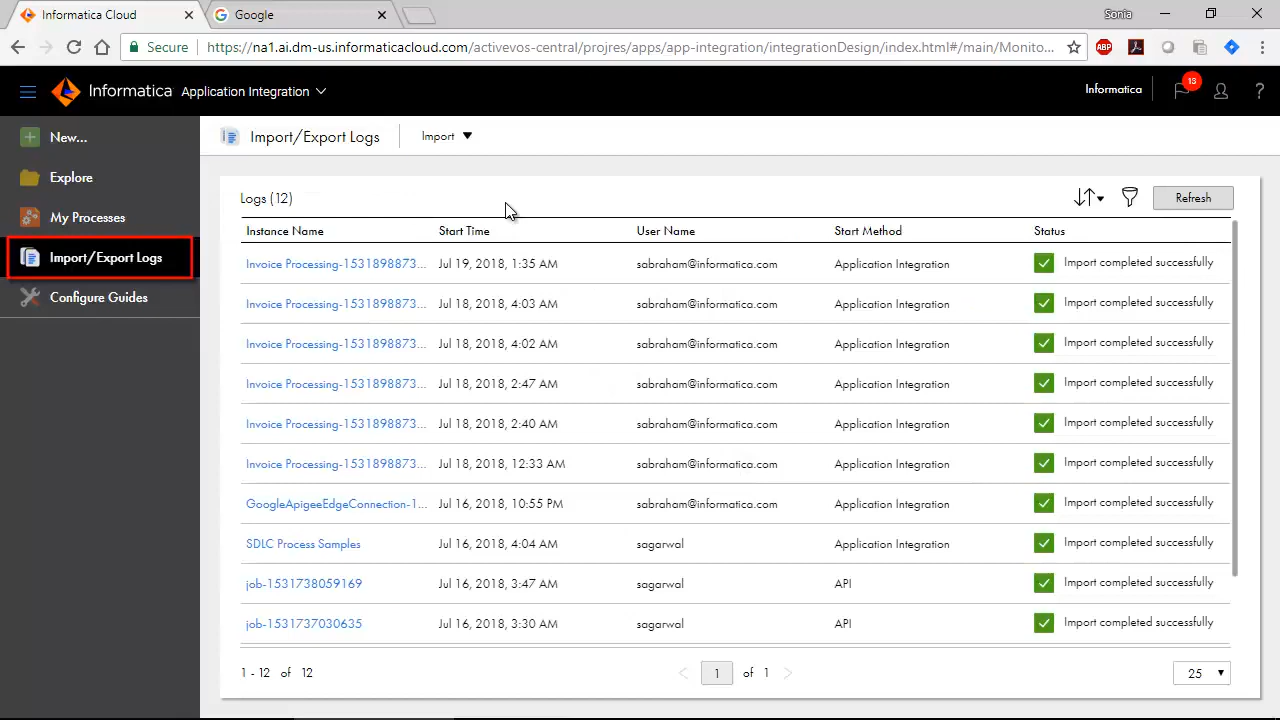 Informatica Cloud
Google
Sonia
Secure
https://na1.ai.dm-us.informaticacloud.com/activevos-central/projres/apps/app-integration/integrationDesign/index.html#/main/Monito...
ABP
Informatica Application Integration
Informatica
13
?
New...
Explore
My Processes
Import/Export Logs
Configure Guides
Import/Export Logs
Import
Logs (12)
Refresh
Instance Name Start Time User Name Start Method Status
Invoice Processing-1531898873... Jul 19, 2018, 1:35 AM sabraham@informatica.com Application Integration Import completed successfully
Invoice Processing-1531898873... Jul 18, 2018, 4:03 AM sabraham@informatica.com Application Integration Import completed successfully
Invoice Processing-1531898873... Jul 18, 2018, 4:02 AM sabraham@informatica.com Application Integration Import completed successfully
Invoice Processing-1531898873... Jul 18, 2018, 2:47 AM sabraham@informatica.com Application Integration Import completed successfully
Invoice Processing-1531898873... Jul 18, 2018, 2:40 AM sabraham@informatica.com Application Integration Import completed successfully
Invoice Processing-1531898873... Jul 18, 2018, 12:33 AM sabraham@informatica.com Application Integration Import completed successfully
GoogleApigeeEdgeConnection-1... Jul 16, 2018, 10:55 PM sabraham@informatica.com Application Integration Import completed successfully
SDLC Process Samples Jul 16, 2018, 4:04 AM sagarwal Application Integration Import completed successfully
job-1531738059169 Jul 16, 2018, 3:47 AM sagarwal API Import completed successfully
job-1531737030635 Jul 16, 2018, 3:30 AM sagarwal API Import completed successfully
1 - 12 of 12
1 of 1
25